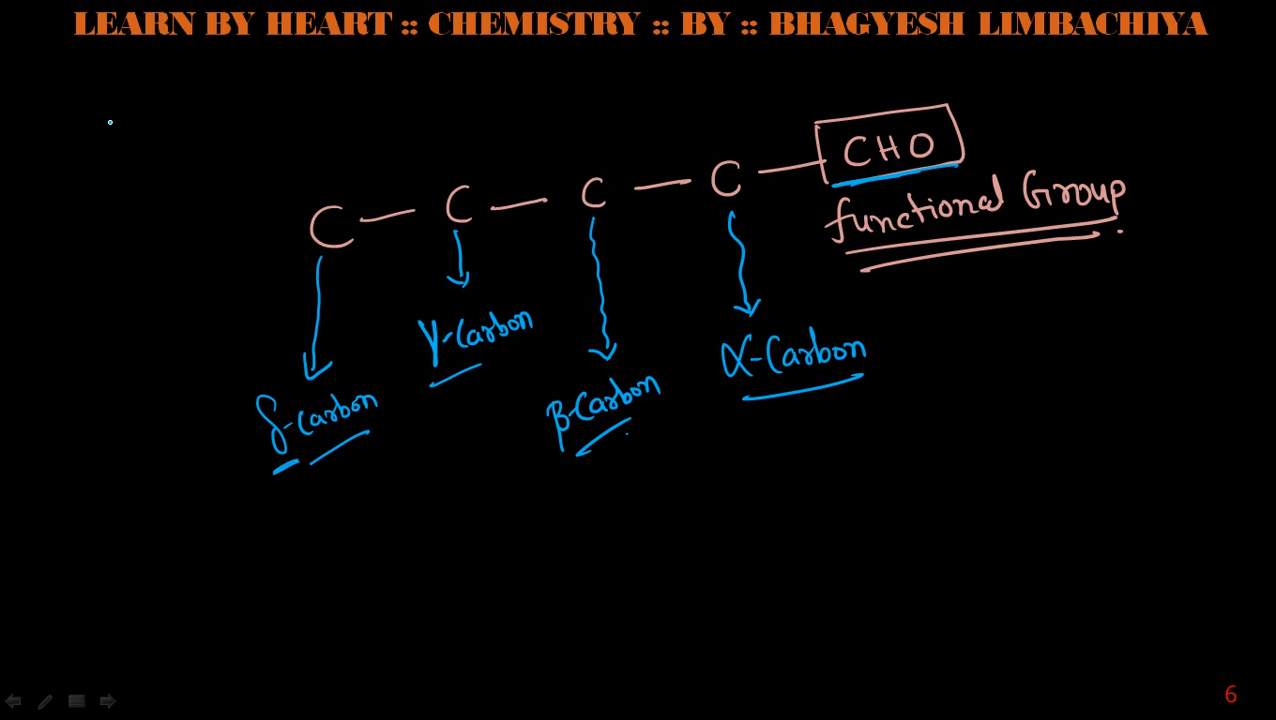 LEARN BY HEART :: CHEMISTRY :: BY :: BHAGYESH LIMBACHIYA
C — C — C — C — CHO
functional Group
γ-Carbon
α-Carbon
δ-Carbon
β-Carbon
6